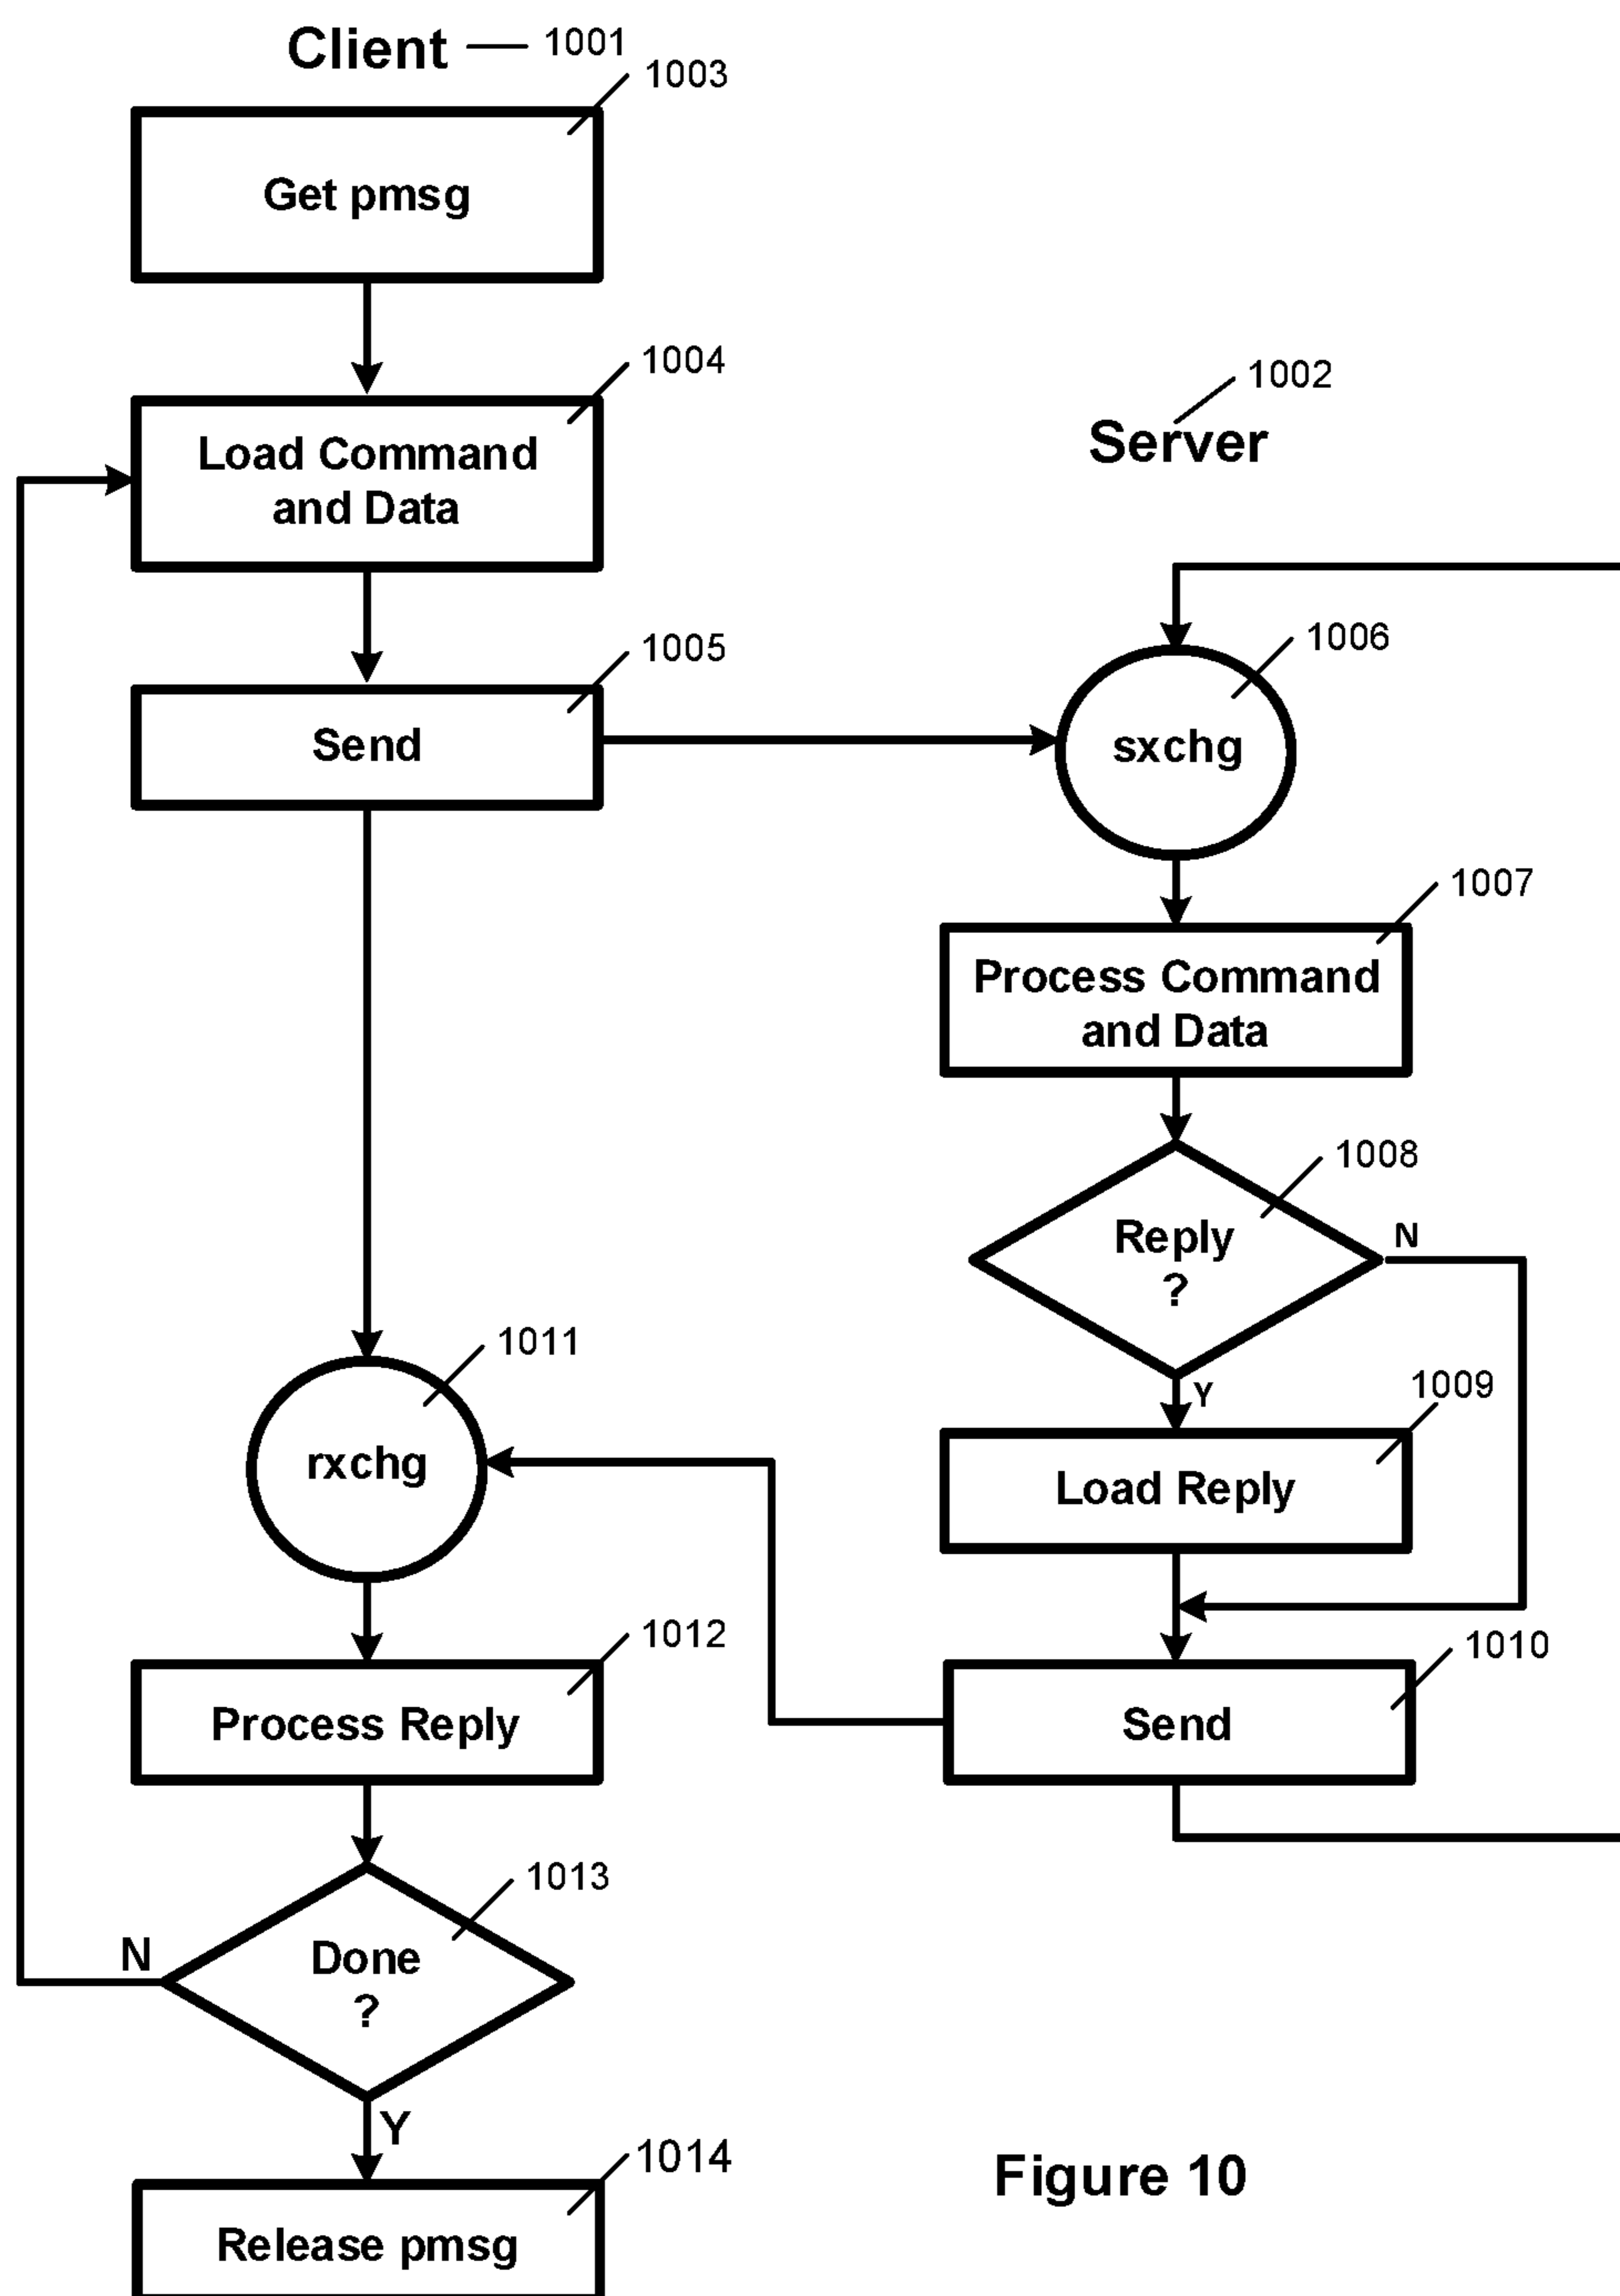 Client 1001
1003
Get pmsg
1004
Load Command
and Data
1002
Server
1005
Send
1006
sxchg
1007
Process Command
and Data
1008
Reply
?
N
Y
1009
Load Reply
1011
rxchg
1010
Send
1012
Process Reply
1013
Done
?
N
Y
1014
Release pmsg
Figure 10